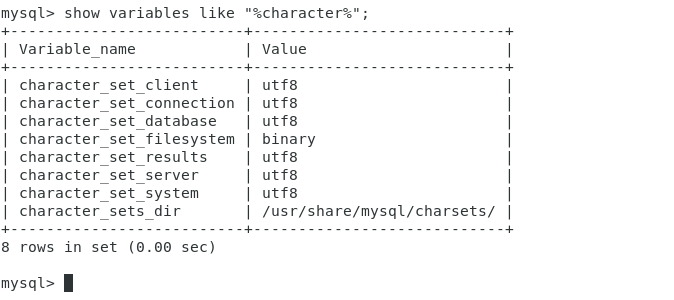 mysql> show variables like "%character%";
+--------------------------+----------------------------+
| Variable_name            | Value                      |
+--------------------------+----------------------------+
| character_set_client     | utf8                       |
| character_set_connection | utf8                       |
| character_set_database   | utf8                       |
| character_set_filesystem | binary                     |
| character_set_results    | utf8                       |
| character_set_server     | utf8                       |
| character_set_system     | utf8                       |
| character_sets_dir       | /usr/share/mysql/charsets/ |
+--------------------------+----------------------------+
8 rows in set (0.00 sec)
mysql>